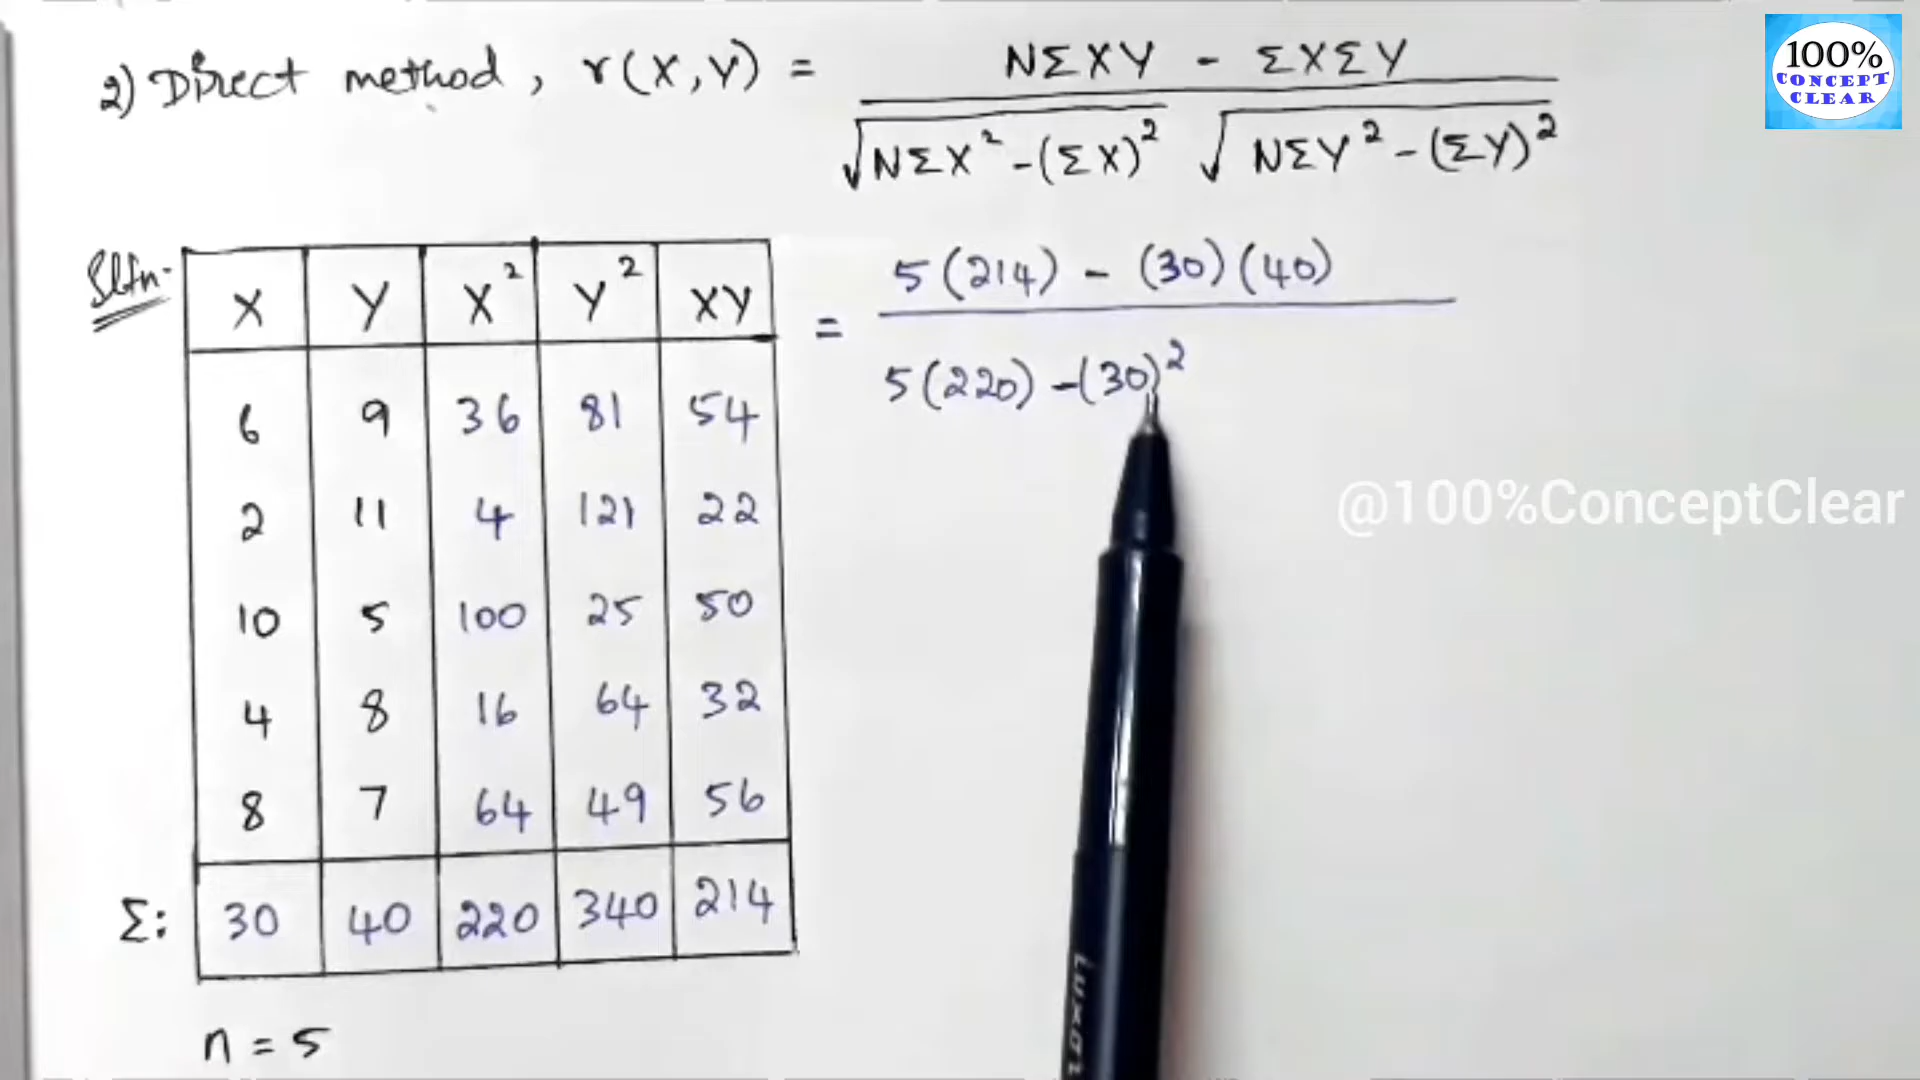 2) Direct method, r(X,Y) = NΣXY - ΣXΣY / √NΣX² -(ΣX)² √NΣY² -(ΣY)²
100%
CONCEPT
CLEAR
Sltn.
X Y X² Y² XY
6 9 36 81 54
2 11 4 121 22
10 5 100 25 50
4 8 16 64 32
8 7 64 49 56
Σ: 30 40 220 340 214
n = 5
= 5(214) - (30)(40)
5(220) -(30)²
@100%ConceptClear
LUXOR